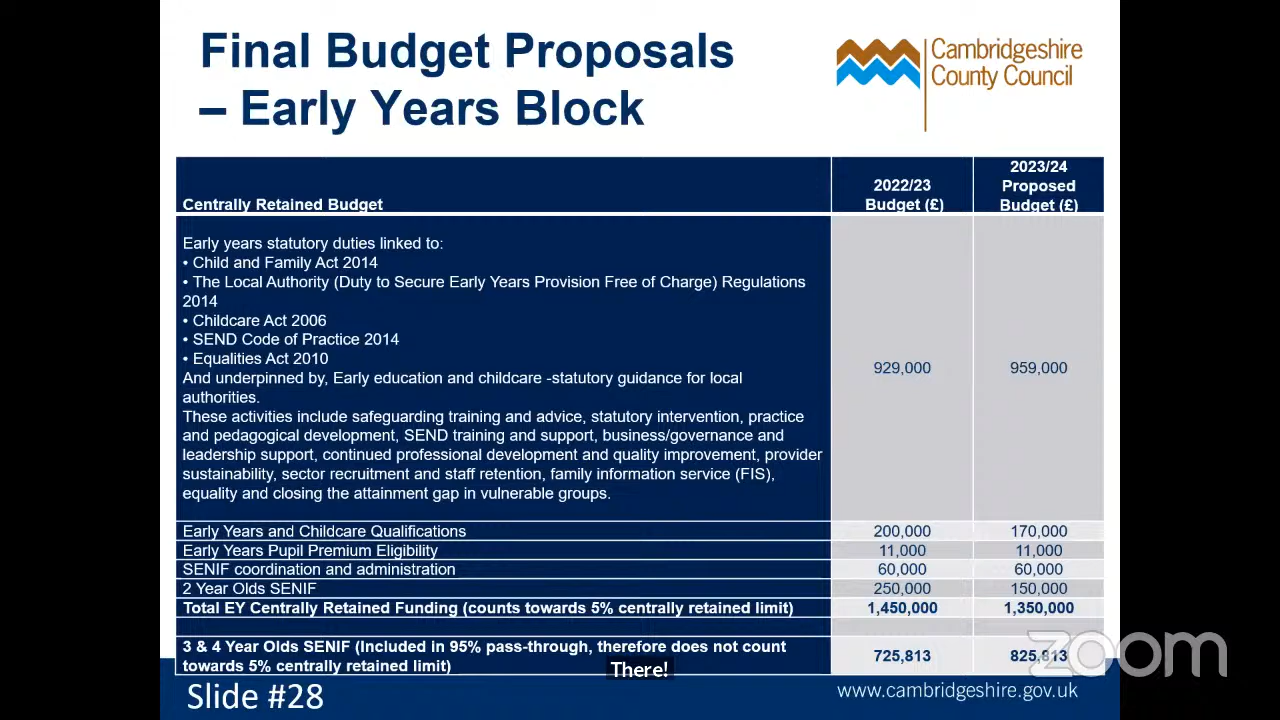 Final Budget Proposals
– Early Years Block
Cambridgeshire
County Council
Centrally Retained Budget
2022/23
Budget (£)
2023/24
Proposed
Budget (£)
Early years statutory duties linked to:
• Child and Family Act 2014
• The Local Authority (Duty to Secure Early Years Provision Free of Charge) Regulations
2014
• Childcare Act 2006
• SEND Code of Practice 2014
• Equalities Act 2010
And underpinned by, Early education and childcare -statutory guidance for local
authorities.
These activities include safeguarding training and advice, statutory intervention, practice
and pedagogical development, SEND training and support, business/governance and
leadership support, continued professional development and quality improvement, provider
sustainability, sector recruitment and staff retention, family information service (FIS),
equality and closing the attainment gap in vulnerable groups.
929,000
959,000
Early Years and Childcare Qualifications 200,000 170,000
Early Years Pupil Premium Eligibility 11,000 11,000
SENIF coordination and administration 60,000 60,000
2 Year Olds SENIF 250,000 150,000
Total EY Centrally Retained Funding (counts towards 5% centrally retained limit) 1,450,000 1,350,000
3 & 4 Year Olds SENIF (Included in 95% pass-through, therefore does not count
towards 5% centrally retained limit)
725,813
825,813
zoom
There!
Slide #28
www.cambridgeshire.gov.uk